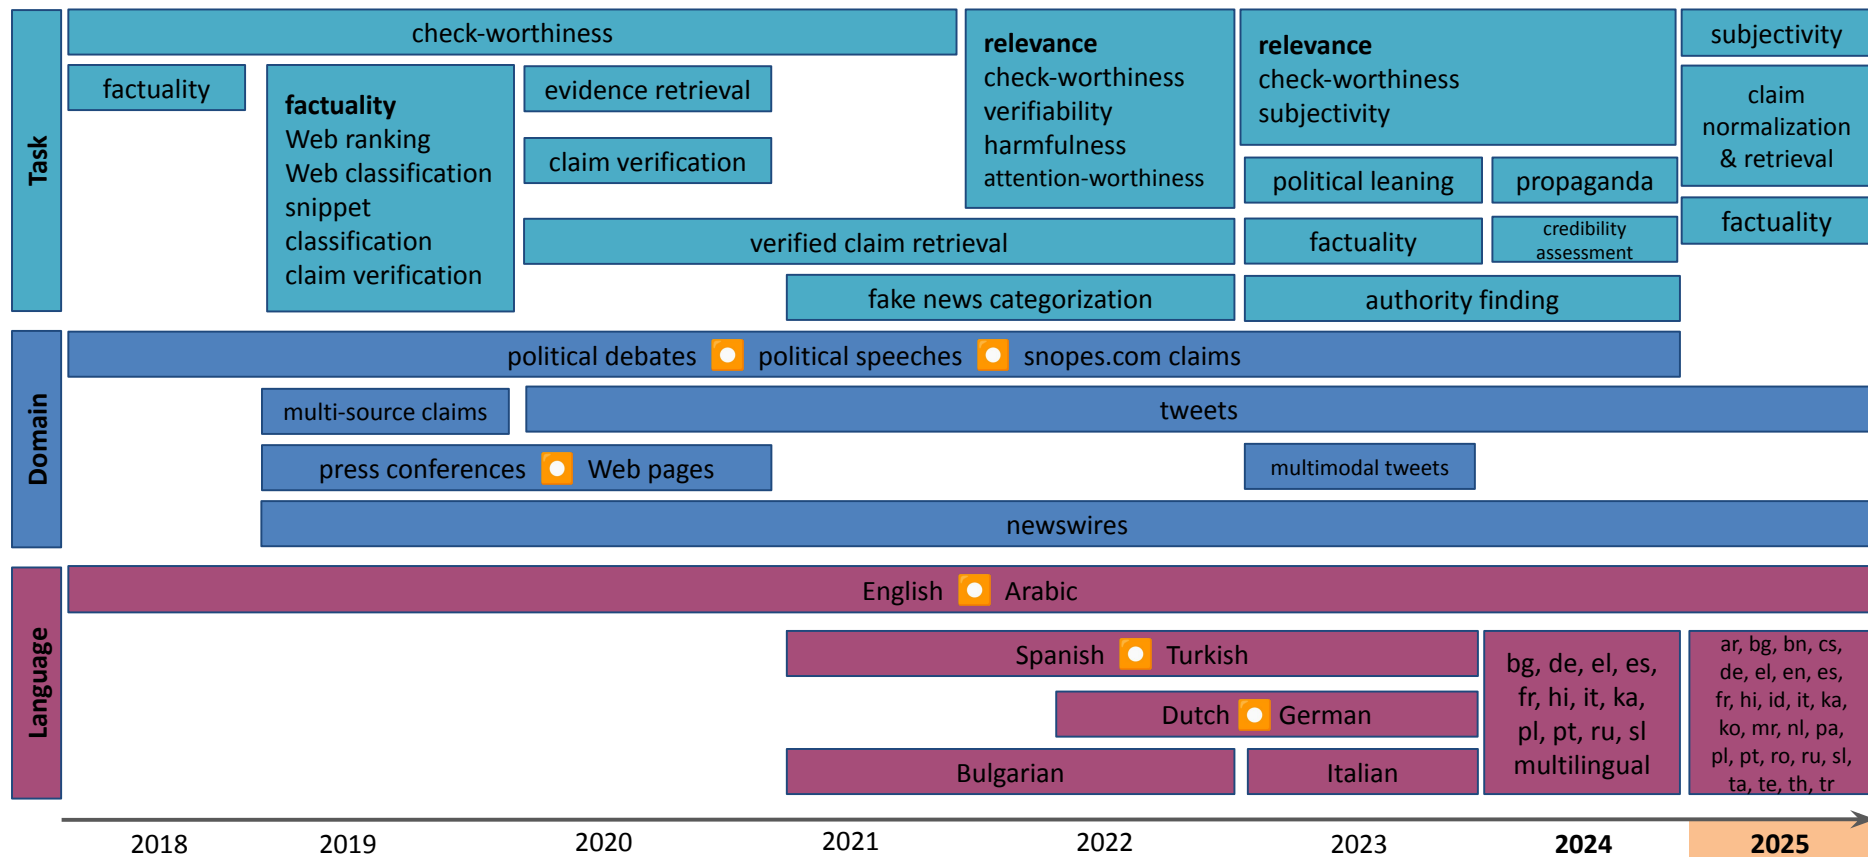 Task
check-worthiness
factuality
factuality
Web ranking
Web classification
snippet
classification
claim verification
evidence retrieval
claim verification
verified claim retrieval
fake news categorization
relevance
check-worthiness
verifiability
harmfulness
attention-worthiness
relevance
check-worthiness
subjectivity
political leaning
propaganda
factuality
credibility
assessment
authority finding
subjectivity
claim
normalization
& retrieval
factuality
Domain
political debates political speeches snopes.com claims
multi-source claims
tweets
press conferences Web pages
multimodal tweets
newswires
Language
English Arabic
Spanish Turkish
Dutch German
Bulgarian
Italian
bg, de, el, es,
fr, hi, it, ka,
pl, pt, ru, sl
multilingual
ar, bg, bn, cs,
de, el, en, es,
fr, hi, id, it, ka,
ko, mr, nl, pa,
pl, pt, ro, ru, sl,
ta, te, th, tr
2018 2019 2020 2021 2022 2023 2024 2025